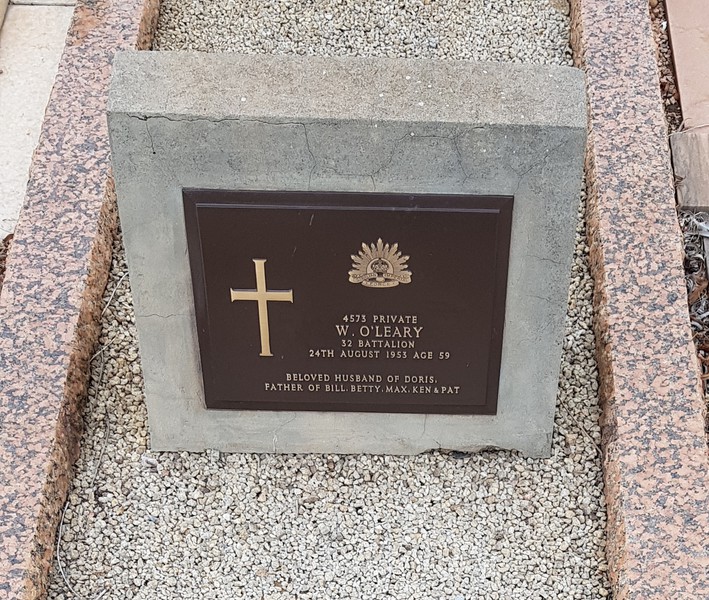 4573 PRIVATE
W. O'LEARY
32 BATTALION
24TH AUGUST 1953 AGE 59
BELOVED HUSBAND OF DORIS,
FATHER OF BILL, BETTY, MAX, KEN & PAT